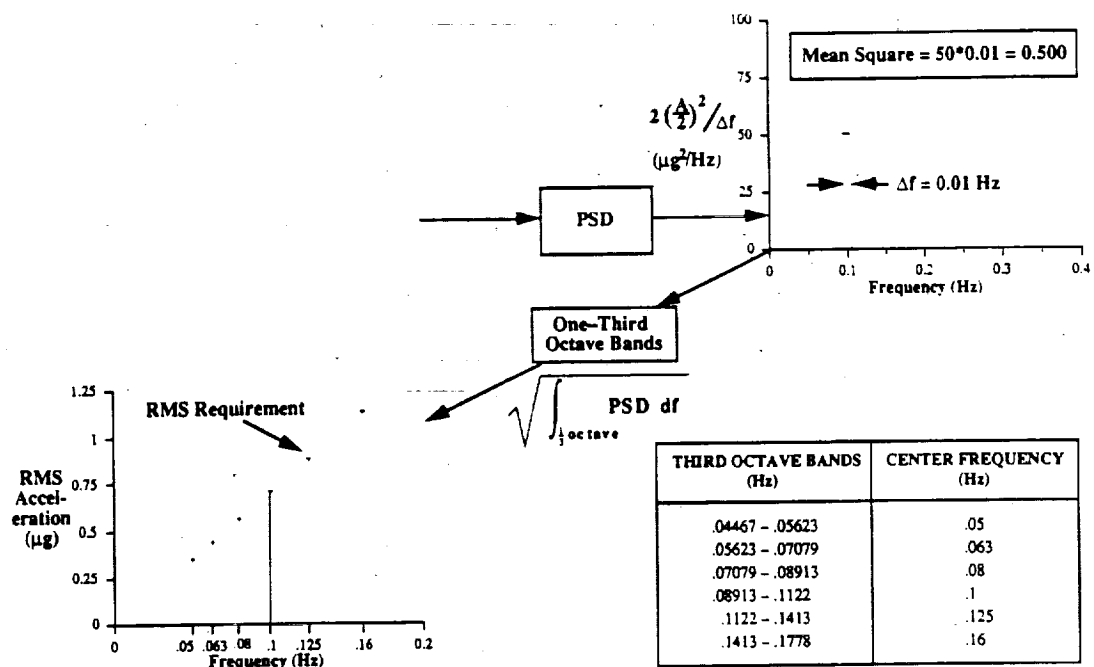 100
Mean Square = 50*0.01 = 0.500
75
2 (A/2)² / Δf
(μg²/Hz)
50
Δf = 0.01 Hz
25
PSD
0
0 0.1 0.2 0.3 0.4
Frequency (Hz)
One–Third
Octave Bands
√ ∫ 1/3 octave PSD df
1.25
RMS Requirement
1
RMS
Accel-
eration
(μg)
0.75
0.5
0.25
0
0 .05 .063 .08 .1 .125 .16 0.2
Frequency (Hz)
THIRD OCTAVE BANDS CENTER FREQUENCY
(Hz) (Hz)
.04467 – .05623 .05
.05623 – .07079 .063
.07079 – .08913 .08
.08913 – .1122 .1
.1122 – .1413 .125
.1413 – .1778 .16